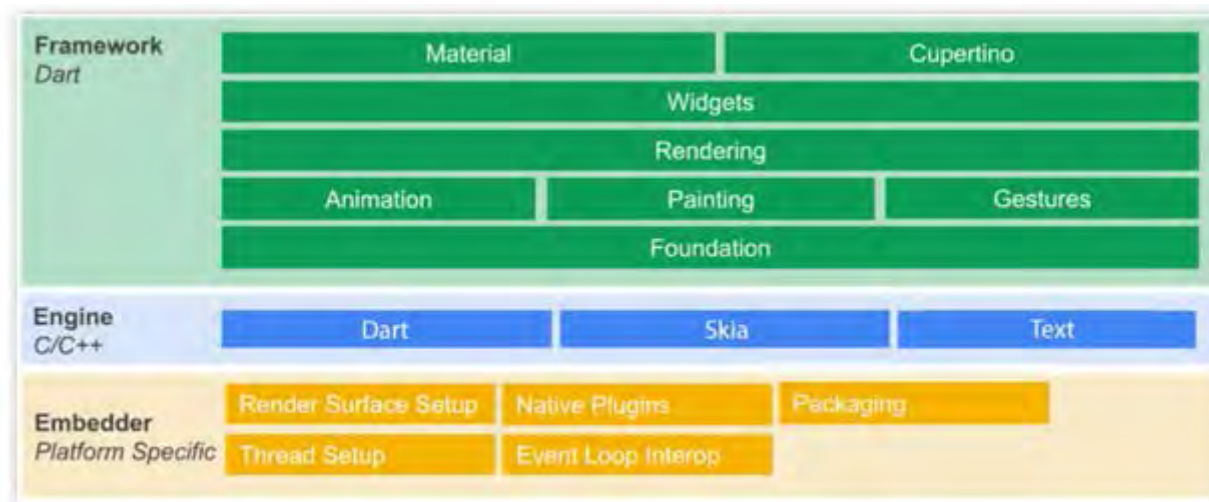 Framework
Dart
Material
Cupertino
Widgets
Rendering
Animation
Painting
Gestures
Foundation
Engine
C/C++
Dart
Skia
Text
Embedder
Platform Specific
Render Surface Setup
Native Plugins
Packaging
Thread Setup
Event Loop Interop